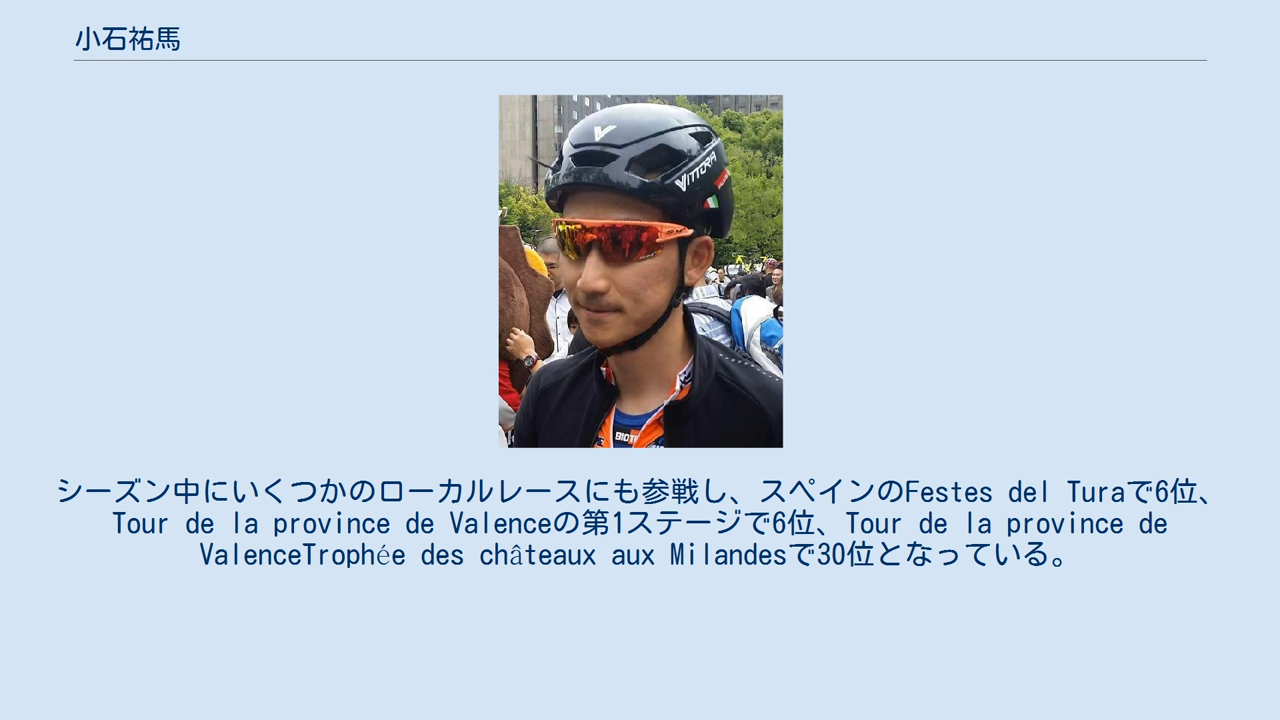 小石祐馬
VITTORIA
BIOT
シーズン中にいくつかのローカルレースにも参戦し、スペインのFestes del Turaで6位、
Tour de la province de Valenceの第1ステージで6位、Tour de la province de
ValenceTrophée des châteaux aux Milandesで30位となっている。